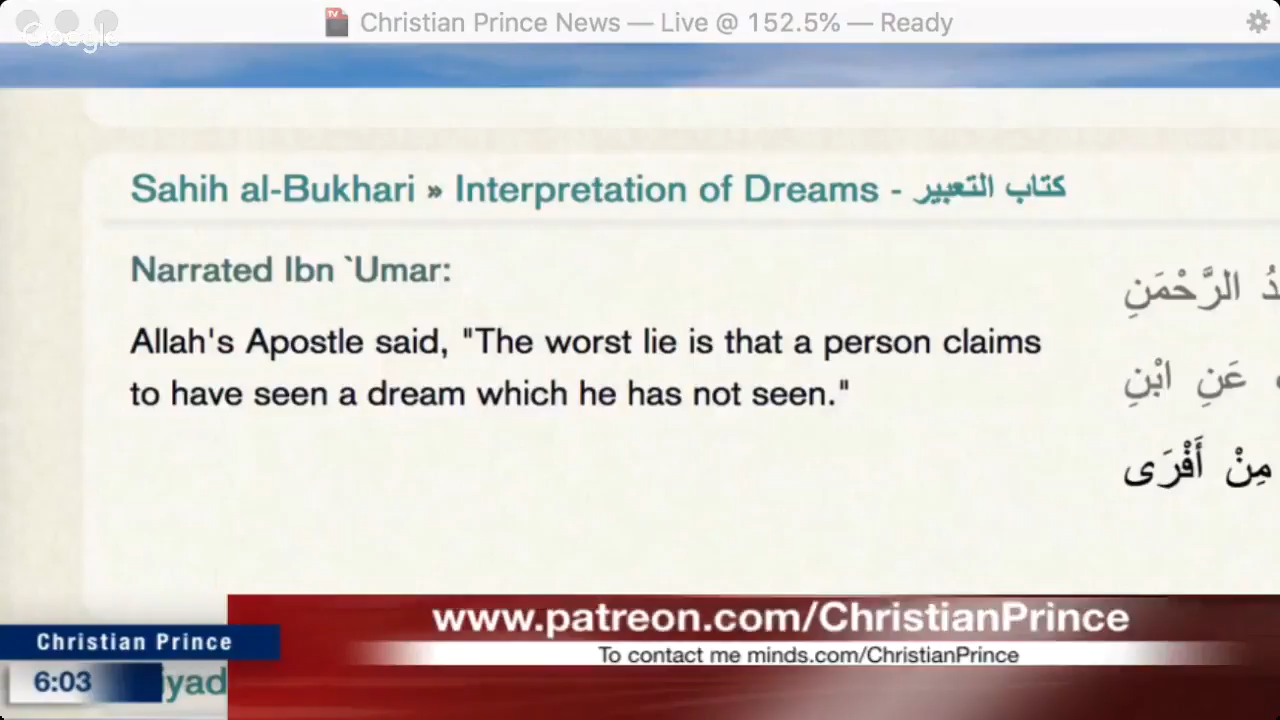 Christian Prince News — Live @ 152.5% — Ready
Google
Sahih al-Bukhari » Interpretation of Dreams - كتاب التعبير
Narrated Ibn `Umar:
Allah's Apostle said, "The worst lie is that a person claims
to have seen a dream which he has not seen."
الرَّحْمَنِ
عَنِ ابْنِ
مِنْ أَفْرَى
www.patreon.com/ChristianPrince
To contact me minds.com/ChristianPrince
Christian Prince
6:03
yad